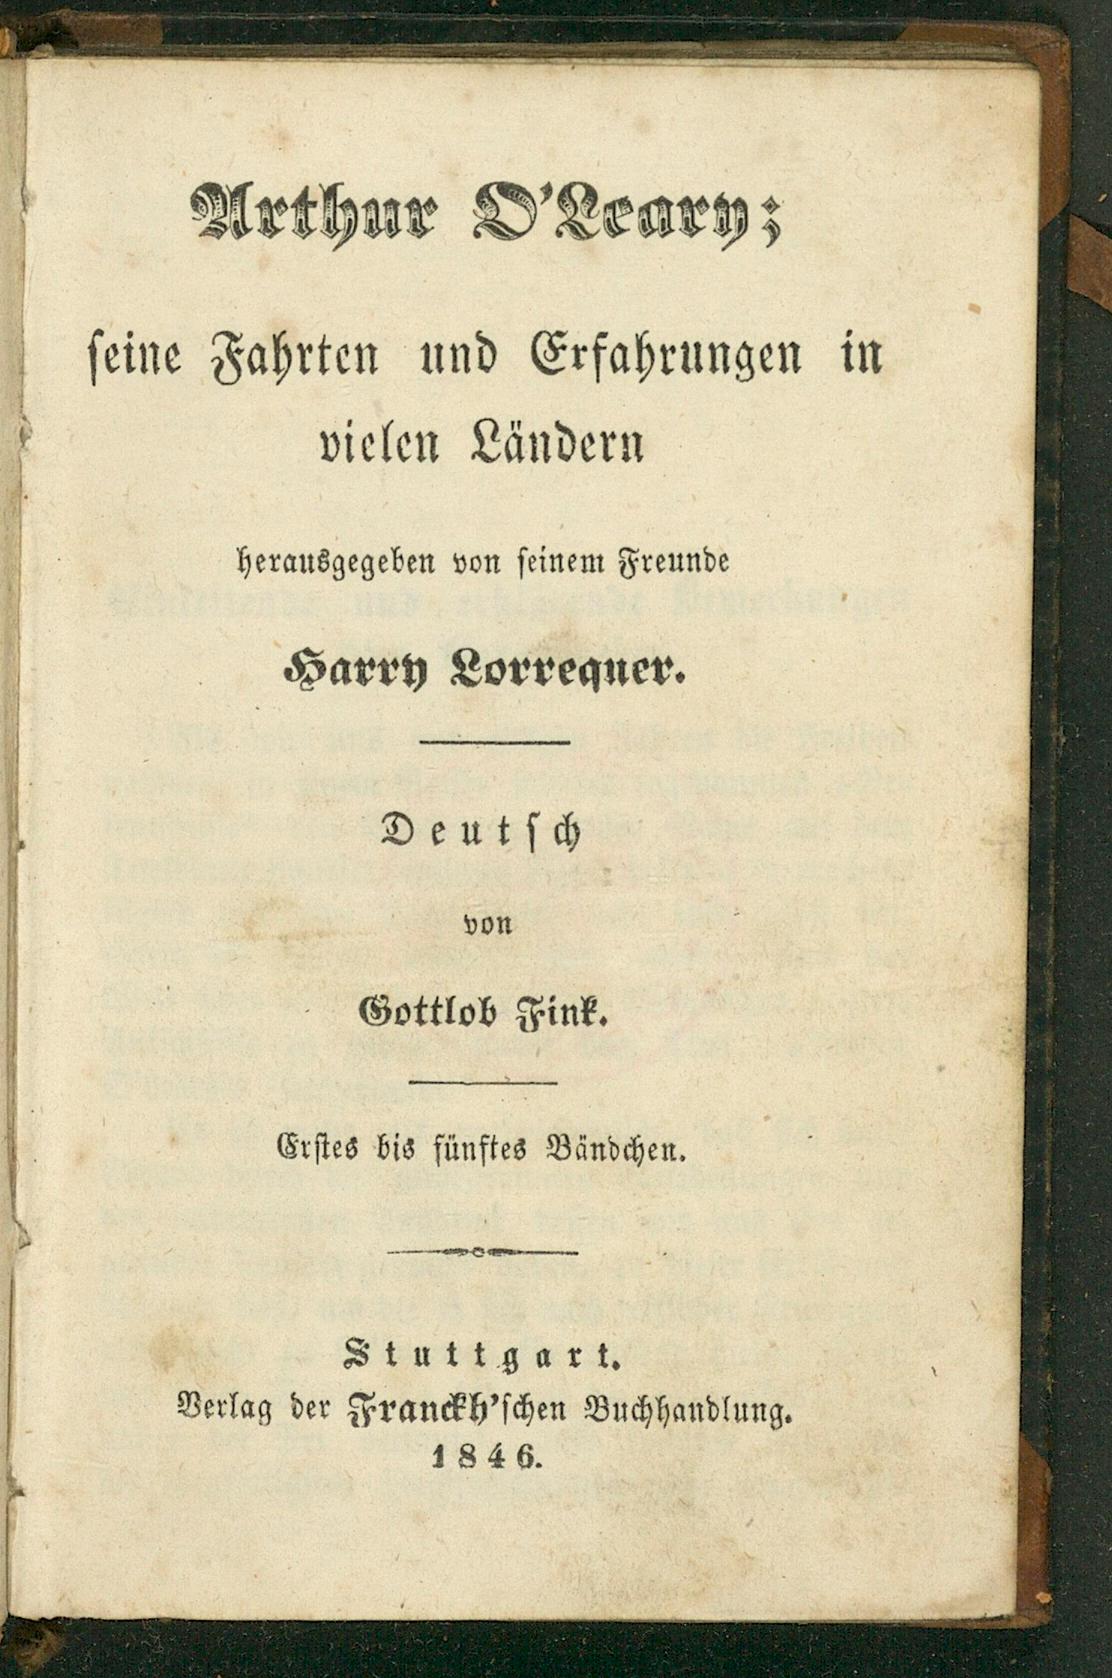 Arthur O'Leary;
seine Fahrten und Erfahrungen in
vielen Ländern
herausgegeben von seinem Freunde
Harry Lorrequer.
Deutsch
von
Gottlob Fink.
Erstes bis fünftes Bändchen.
Stuttgart.
Verlag der Franckh'schen Buchhandlung.
1846.